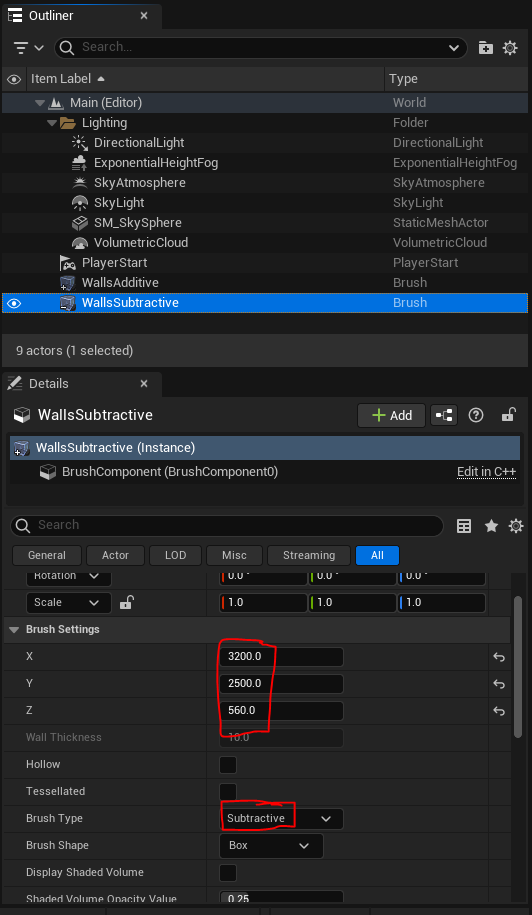 Outliner
Search...
Item Label Type
Main (Editor) World
Lighting Folder
DirectionalLight DirectionalLight
ExponentialHeightFog ExponentialHeightFog
SkyAtmosphere SkyAtmosphere
SkyLight SkyLight
SM_SkySphere StaticMeshActor
VolumetricCloud VolumetricCloud
PlayerStart PlayerStart
WallsAdditive Brush
WallsSubtractive Brush
9 actors (1 selected)
Details
WallsSubtractive Add
WallsSubtractive (Instance)
BrushComponent (BrushComponent0) Edit in C++
Search
General Actor LOD Misc Streaming All
Rotation 0.0 ° 0.0 ° 0.0 °
Scale 1.0 1.0 1.0
Brush Settings
X 3200.0
Y 2500.0
Z 560.0
Wall Thickness 10.0
Hollow
Tessellated
Brush Type Subtractive
Brush Shape Box
Display Shaded Volume
Shaded Volume Opacity Value 0.25